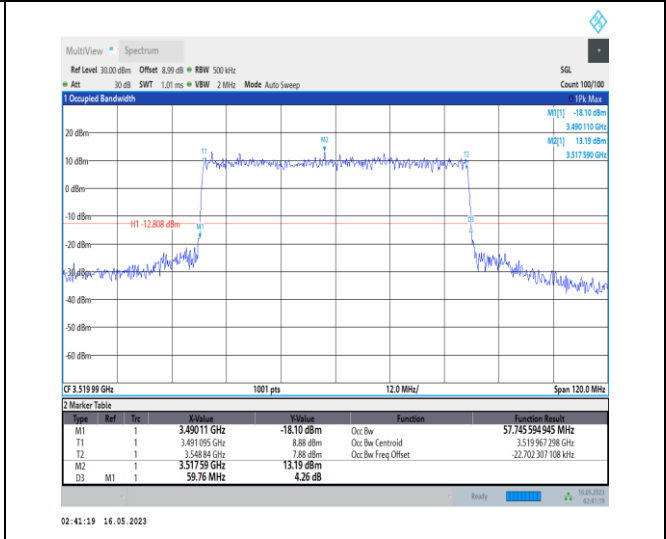 MultiView Spectrum
Ref Level 30.00 dBm Offset 8.99 dB RBW 500 kHz SGL
Att 30 dB SWT 1.01 ms VBW 2 MHz Mode Auto Sweep Count 100/100
1 Occupied Bandwidth 1Pk Max
M1[1] -18.10 dBm
3.490 110 GHz
M2[1] 13.19 dBm
3.517 590 GHz
20 dBm
M2
T1
T2
10 dBm
0 dBm
-10 dBm
H1 -12.808 dBm
M1
D3
-20 dBm
-30 dBm
-40 dBm
-50 dBm
-60 dBm
CF 3.519 99 GHz 1001 pts 12.0 MHz/ Span 120.0 MHz
2 Marker Table
Type Ref Trc X-Value Y-Value Function Function Result
M1 1 3.490 11 GHz -18.10 dBm Occ Bw 57.745 594 945 MHz
T1 1 3.491 095 GHz 8.88 dBm Occ Bw Centroid 3.519 967 298 GHz
T2 1 3.548 84 GHz 7.88 dBm Occ Bw Freq Offset -22.702 307 108 kHz
M2 1 3.517 59 GHz 13.19 dBm
D3 M1 1 59.76 MHz 4.26 dB
Ready 16.05.2023
02:41:19
02:41:19 16.05.2023